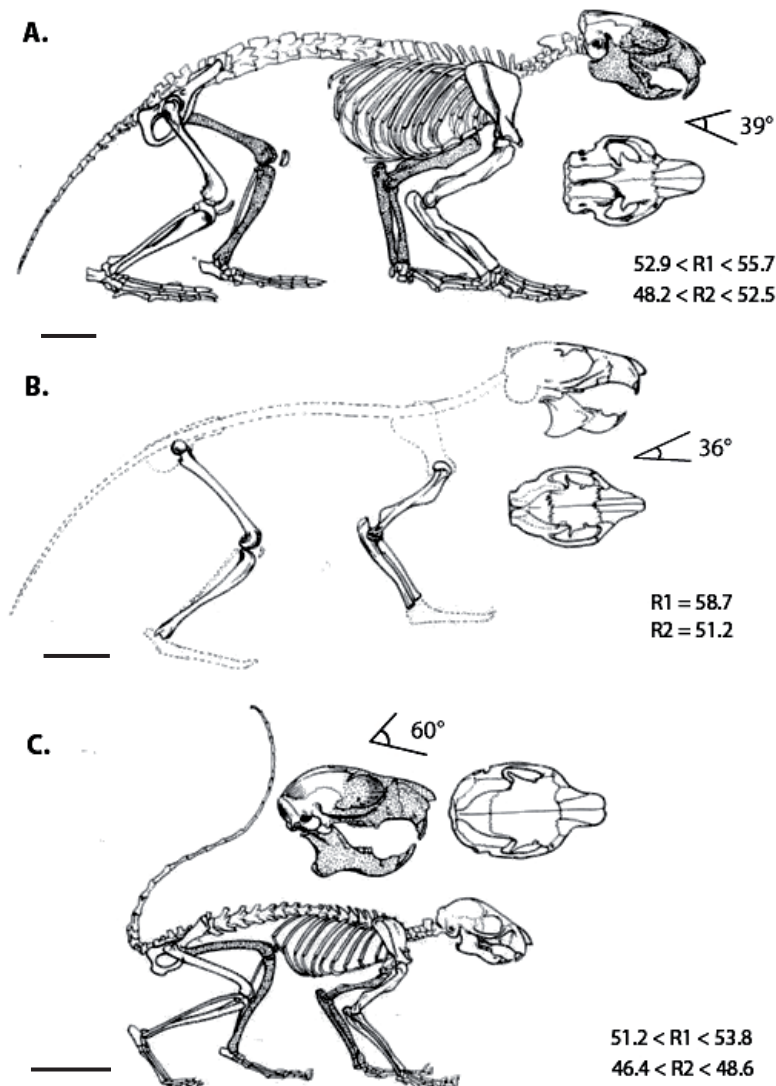 A.
39°
52.9 < R1 < 55.7
48.2 < R2 < 52.5
B.
36°
R1 = 58.7
R2 = 51.2
C.
60°
51.2 < R1 < 53.8
46.4 < R2 < 48.6